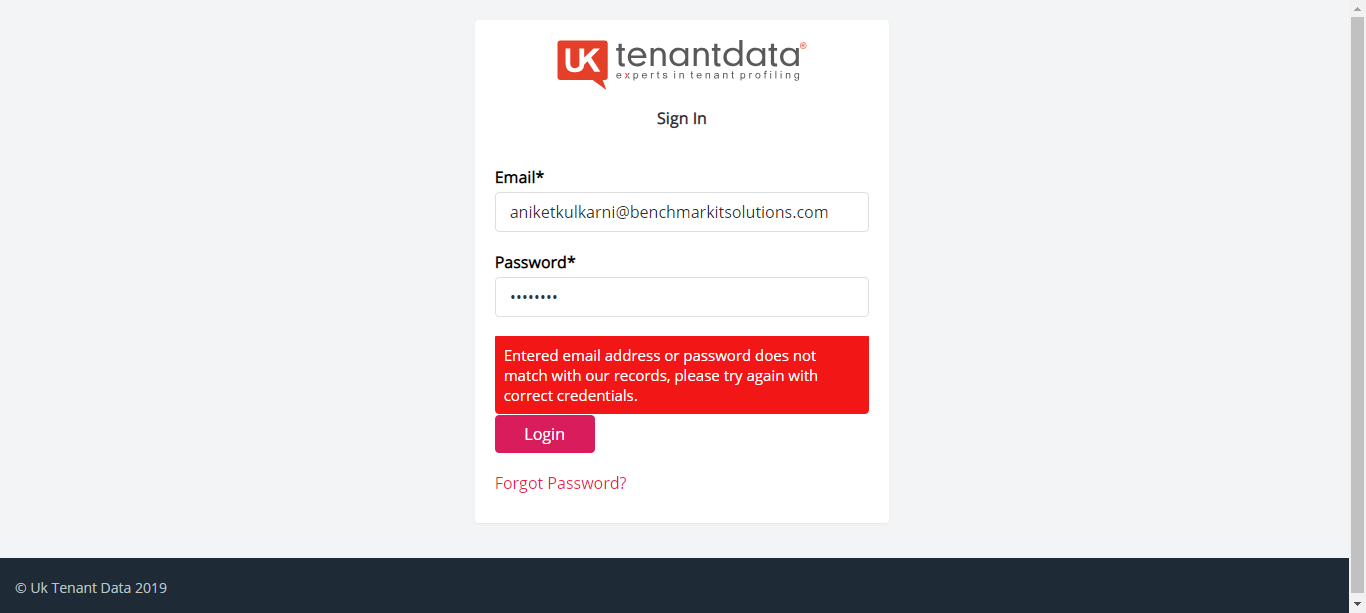 UK tenantdata®
experts in tenant profiling
Sign In
Email*
aniketkulkarni@benchmarkitsolutions.com
Password*
••••••••
Entered email address or password does not
match with our records, please try again with
correct credentials.
Login
Forgot Password?
© Uk Tenant Data 2019